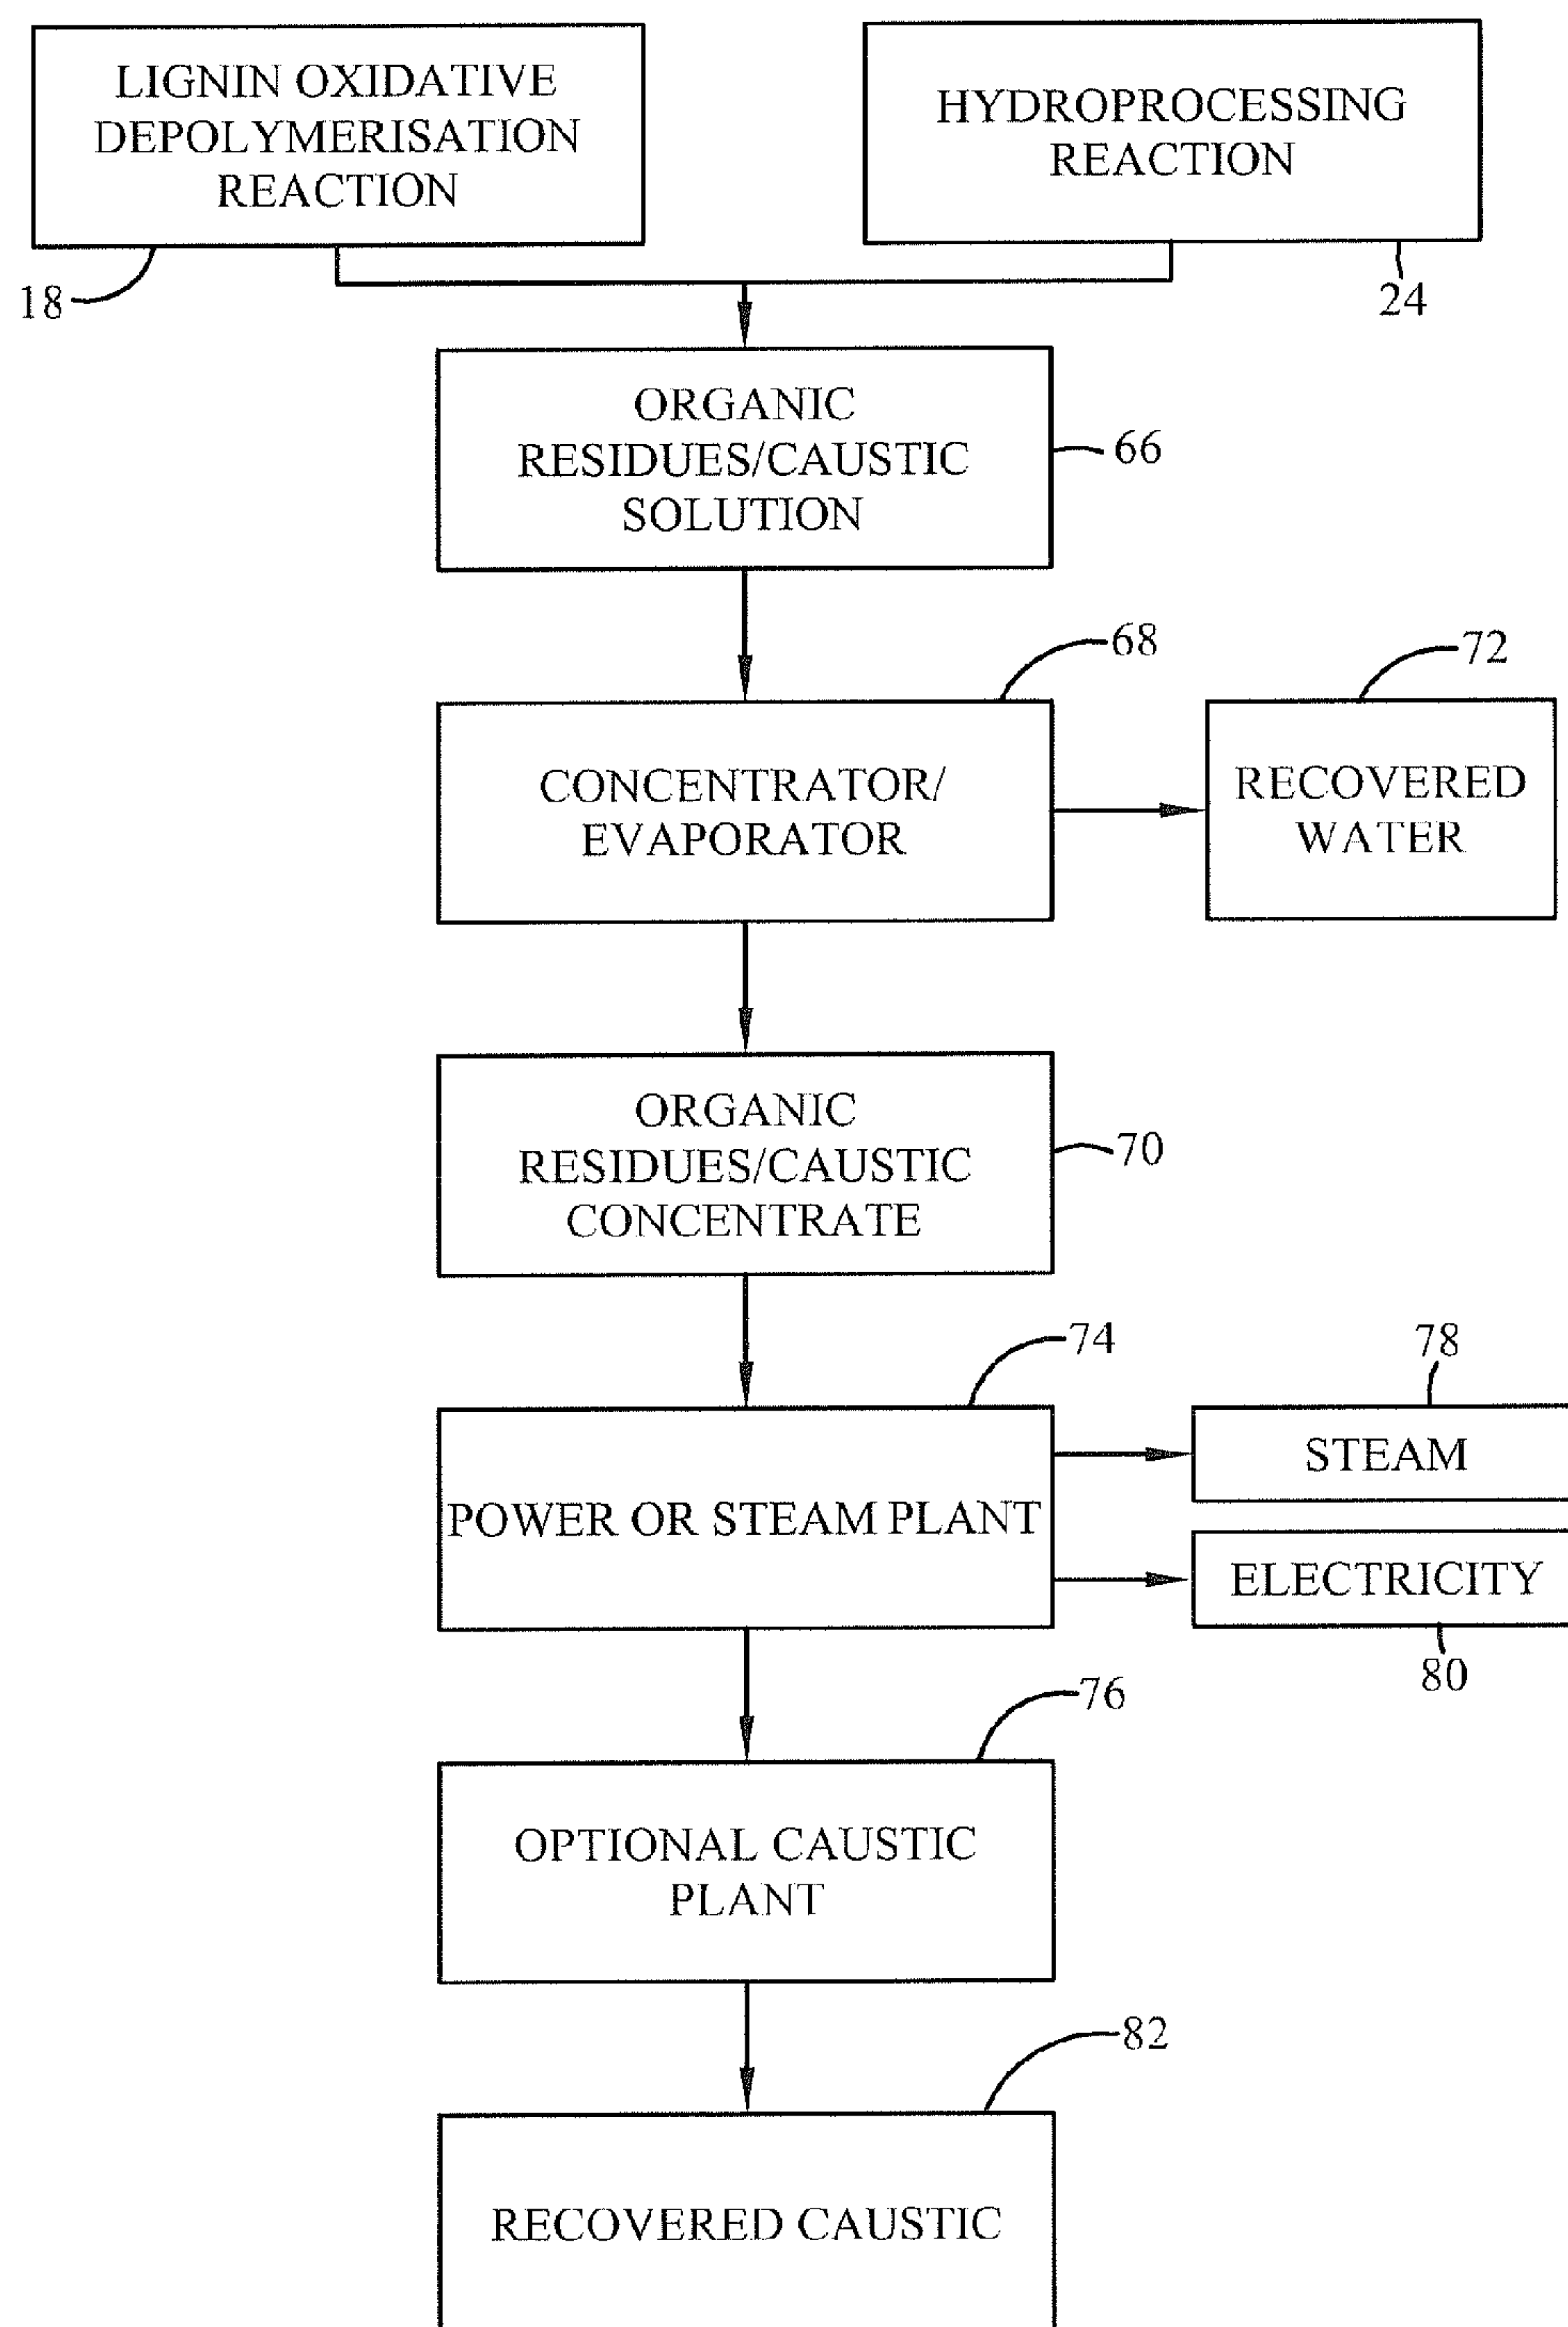 LIGNIN OXIDATIVE
DEPOLYMERISATION
REACTION
HYDROPROCESSING
REACTION
18
24
ORGANIC
RESIDUES/CAUSTIC
SOLUTION
66
68
72
CONCENTRATOR/
EVAPORATOR
RECOVERED
WATER
ORGANIC
RESIDUES/CAUSTIC
CONCENTRATE
70
74
78
POWER OR STEAM PLANT
STEAM
ELECTRICITY
80
76
OPTIONAL CAUSTIC
PLANT
82
RECOVERED CAUSTIC